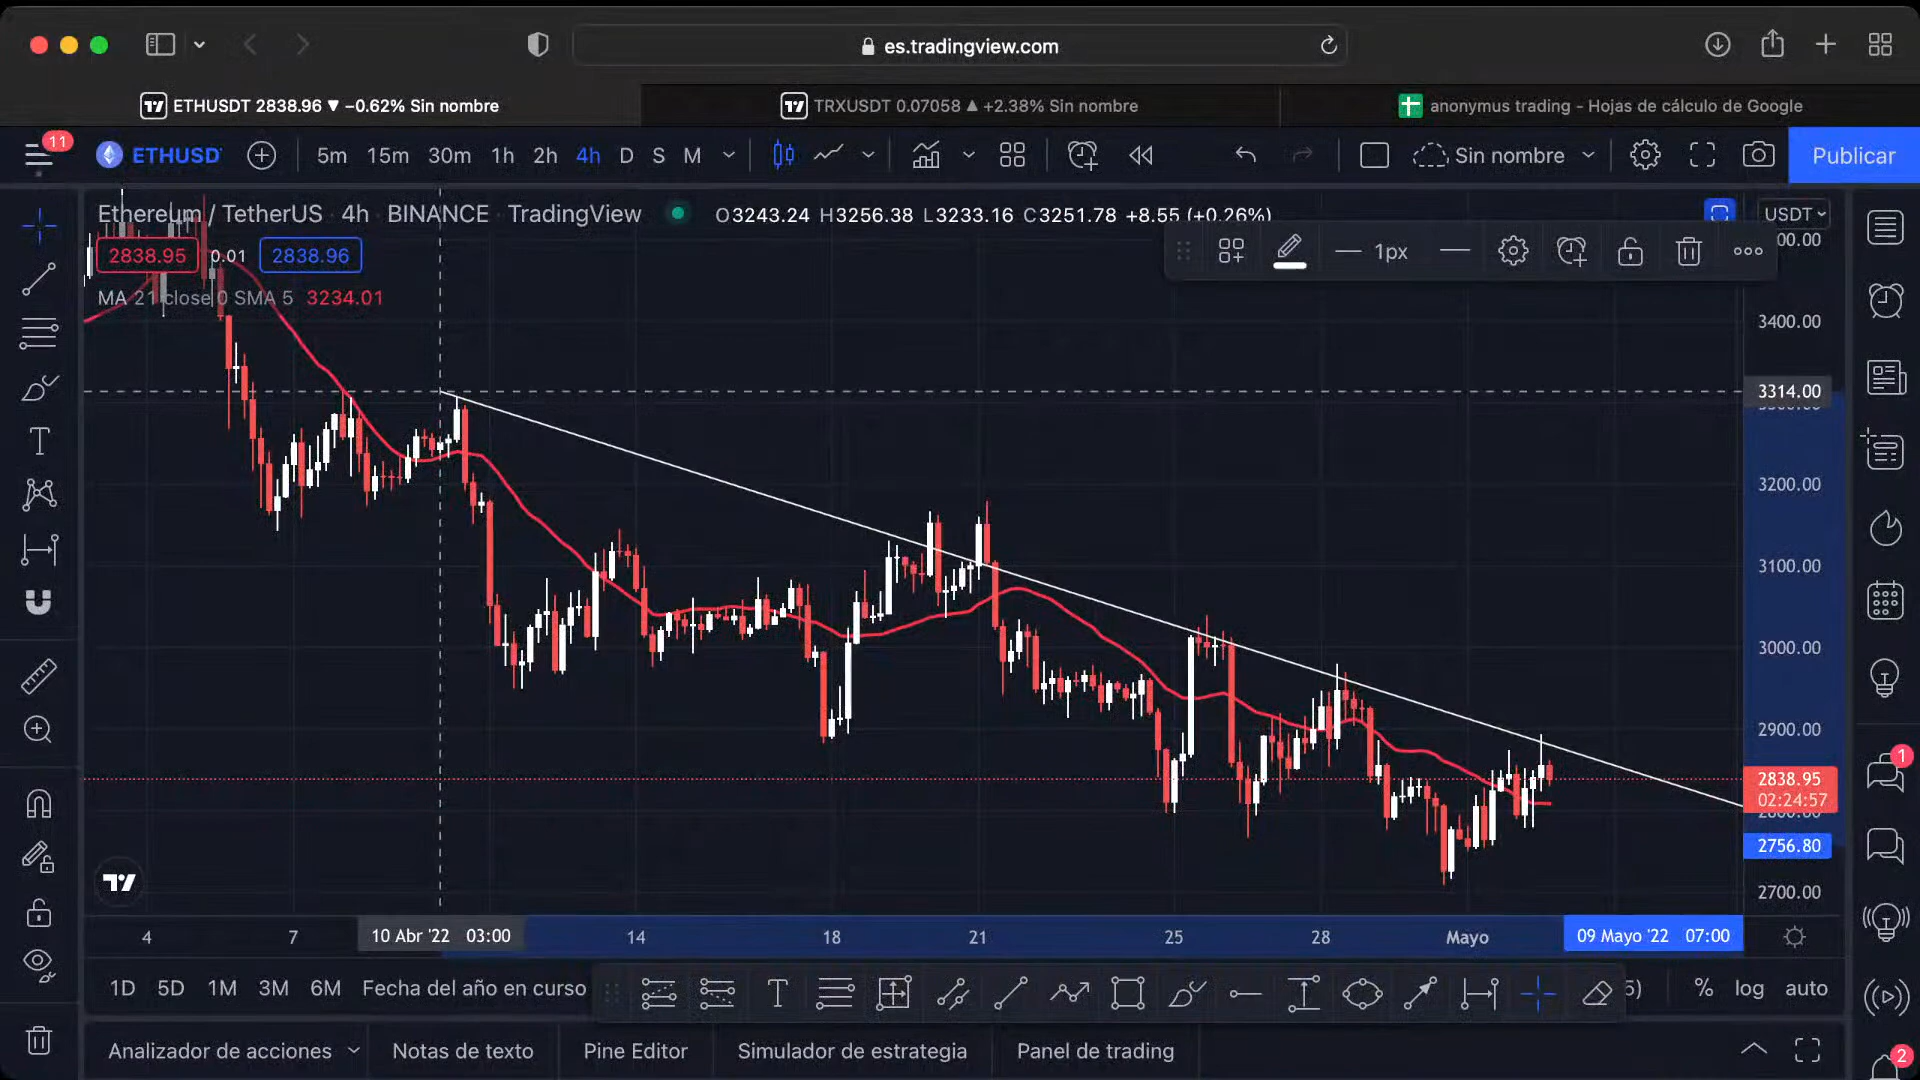 es.tradingview.com
ETHUSDT 2838.96 ▼ −0.62% Sin nombre
TRXUSDT 0.07058 ▲ +2.38% Sin nombre
anonymus trading - Hojas de cálculo de Google
11
ETHUSD
5m 15m 30m 1h 2h 4h D S M
Sin nombre
Publicar
Ethereum / TetherUS 4h BINANCE TradingView
O3243.24 H3256.38 L3233.16 C3251.78 +8.55 (+0.26%)
USDT
2838.95 0.01 2838.96
1px
MA 21 close 0 SMA 5 3234.01
3400.00
3314.00
3200.00
3100.00
3000.00
2900.00
2838.95
02:24:57
2756.80
2700.00
1
4 7 10 Abr '22 03:00 14 18 21 25 28 Mayo 09 Mayo '22 07:00
1D 5D 1M 3M 6M Fecha del año en curso
% log auto
Analizador de acciones Notas de texto Pine Editor Simulador de estrategia Panel de trading
2